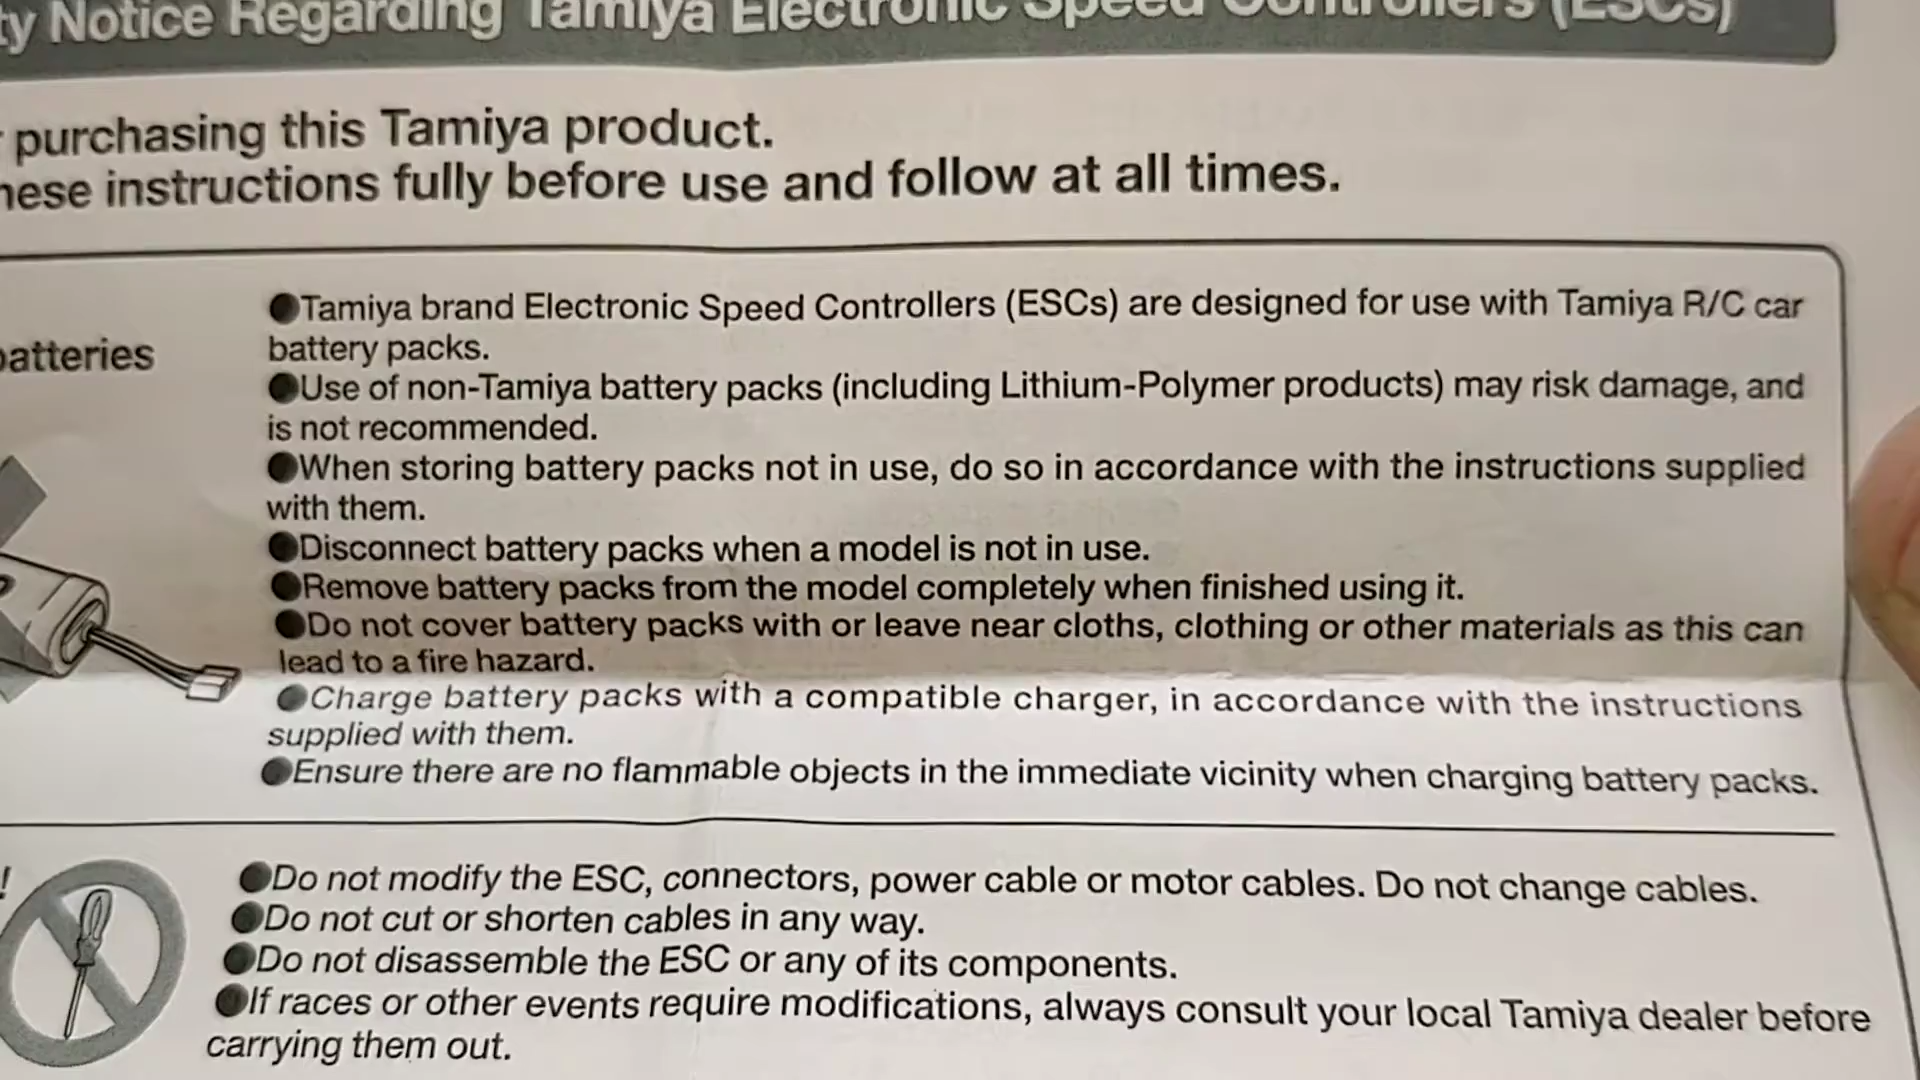 ty Notice Regarding Tamiya Electronic Speed Controllers (ESCs)
purchasing this Tamiya product.
hese instructions fully before use and follow at all times.
●Tamiya brand Electronic Speed Controllers (ESCs) are designed for use with Tamiya R/C car
battery packs.
batteries
●Use of non-Tamiya battery packs (including Lithium-Polymer products) may risk damage, and
is not recommended.
●When storing battery packs not in use, do so in accordance with the instructions supplied
with them.
●Disconnect battery packs when a model is not in use.
●Remove battery packs from the model completely when finished using it.
●Do not cover battery packs with or leave near cloths, clothing or other materials as this can
lead to a fire hazard.
●Charge battery packs with a compatible charger, in accordance with the instructions
supplied with them.
●Ensure there are no flammable objects in the immediate vicinity when charging battery packs.
!
●Do not modify the ESC, connectors, power cable or motor cables. Do not change cables.
●Do not cut or shorten cables in any way.
●Do not disassemble the ESC or any of its components.
●If races or other events require modifications, always consult your local Tamiya dealer before
carrying them out.